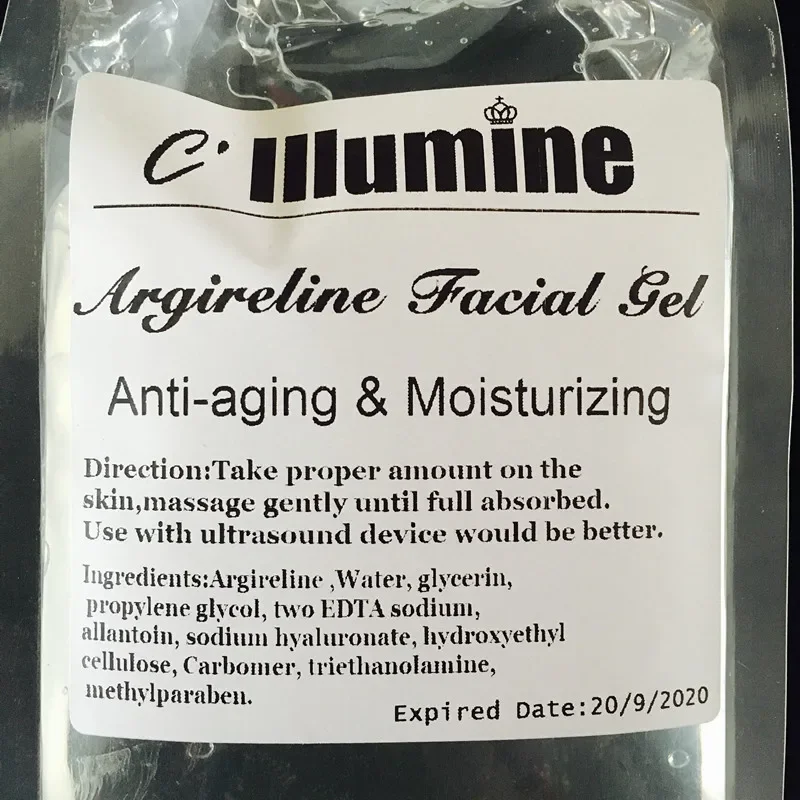 C· Illumine
Argireline Facial Gel
Anti-aging & Moisturizing
Direction:Take proper amount on the
skin,massage gently until full absorbed.
Use with ultrasound device would be better.
Ingredients:Argireline ,Water, glycerin,
propylene glycol, two EDTA sodium,
allantoin, sodium hyaluronate, hydroxyethyl
cellulose, Carbomer, triethanolamine,
methylparaben.
Expired Date:20/9/2020